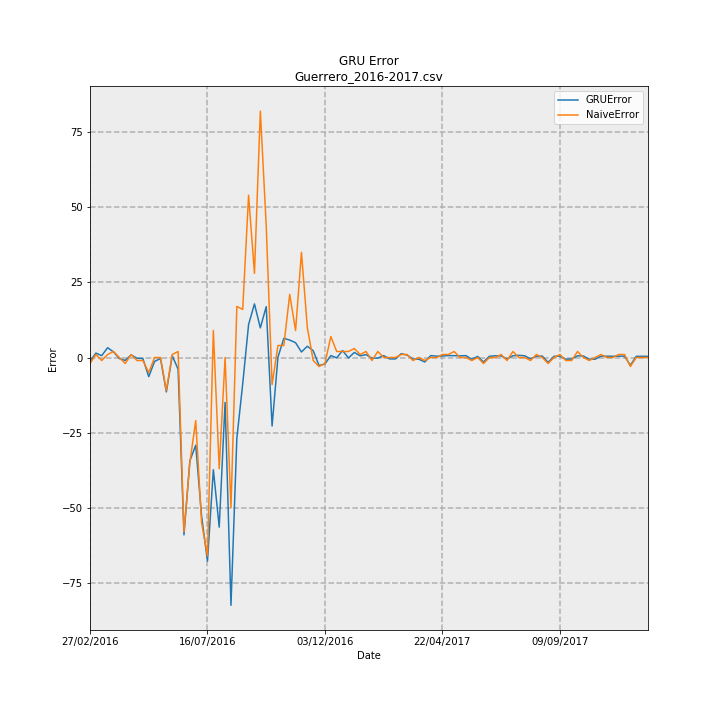 GRU Error
Guerrero_2016-2017.csv
GRUError
NaiveError
75
50
25
0
−25
−50
−75
Error
27/02/2016
16/07/2016
03/12/2016
22/04/2017
09/09/2017
Date